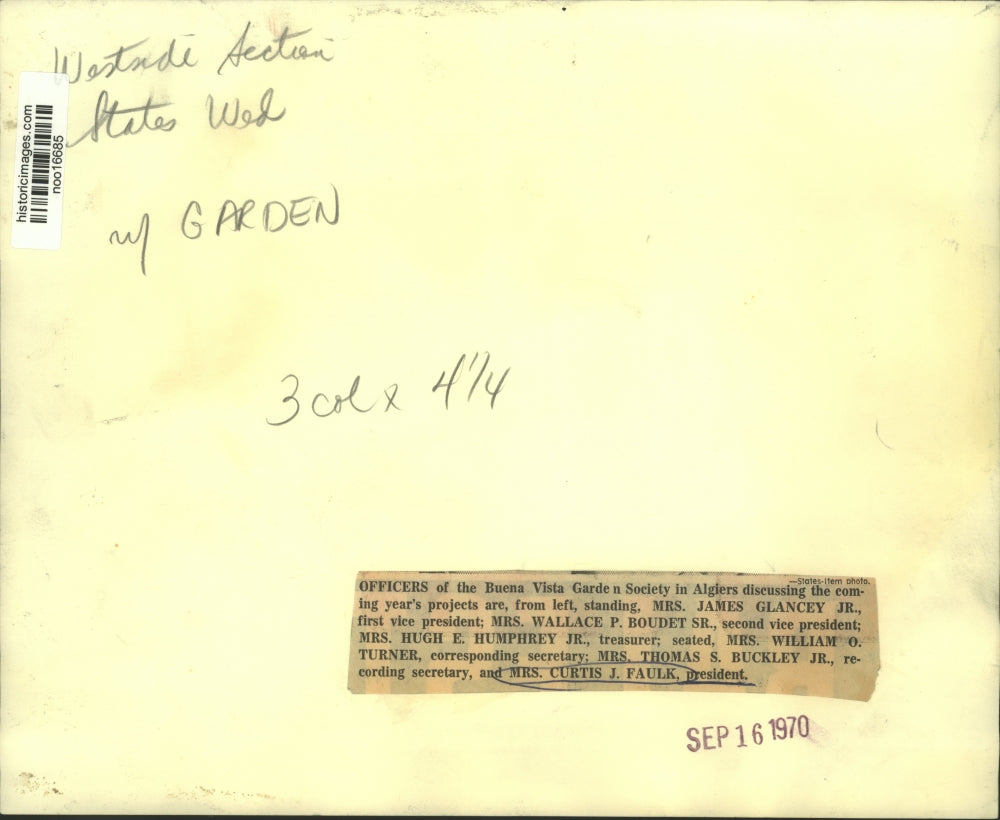 Westside Section
States Wed
historicimages.com
noo16685
w/ GARDEN
3 col x 4 1/4
—States-Item photo.
OFFICERS of the Buena Vista Garden Society in Algiers discussing the com-
ing year's projects are, from left, standing, MRS. JAMES GLANCEY JR.,
first vice president; MRS. WALLACE P. BOUDET SR., second vice president;
MRS. HUGH E. HUMPHREY JR., treasurer; seated, MRS. WILLIAM O.
TURNER, corresponding secretary; MRS. THOMAS S. BUCKLEY JR., re-
cording secretary, and MRS. CURTIS J. FAULK, president.
SEP 16 1970